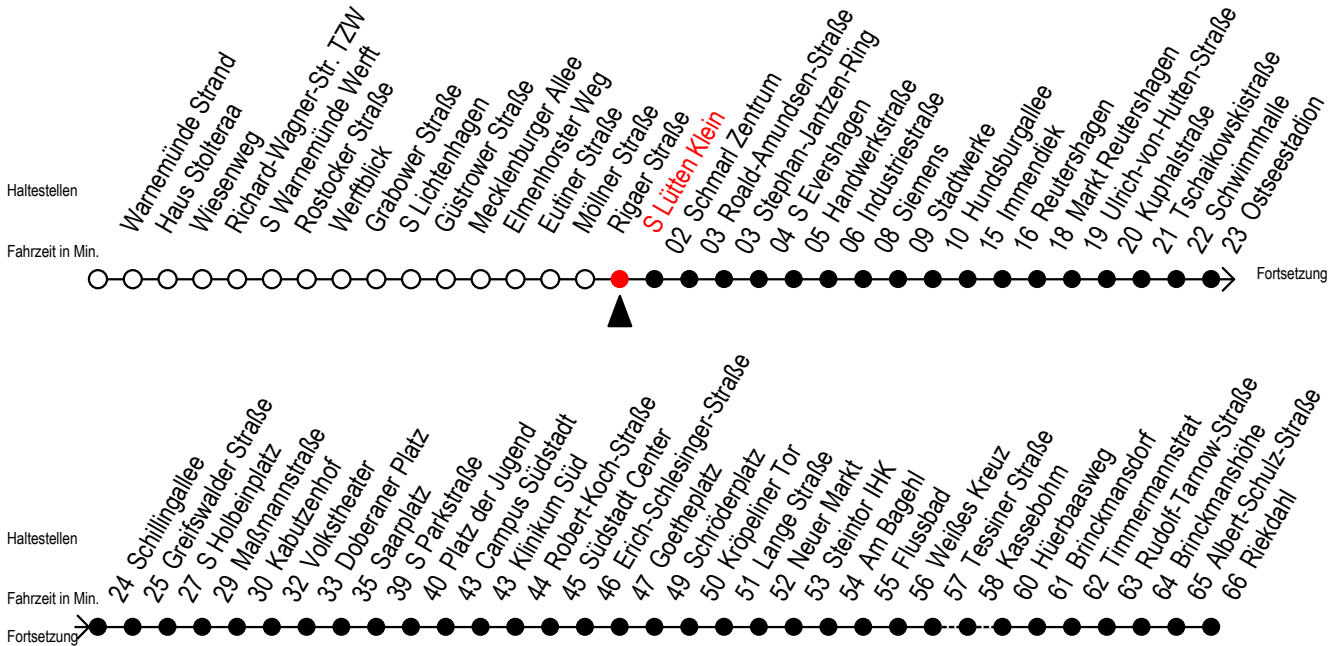 Haltestellen
Warnemünde Strand
Haus Stolteraa
Wiesenweg
Richard-Wagner-Str. TZW
S Warnemünde Werft
Rostocker Straße
Werftblick
Grabower Straße
S Lichtenhagen
Güstrower Straße
Mecklenburger Allee
Elmenhorster Weg
Eutiner Straße
Möllner Straße
Rigaer Straße
S Lütten Klein
Fahrzeit in Min.
02 Schmarl Zentrum
03 Roald-Amundsen-Straße
03 Stephan-Jantzen-Ring
04 S Evershagen
05 Handwerkstraße
06 Industriestraße
08 Siemens
09 Stadtwerke
10 Hundsburgallee
15 Immendiek
16 Reutershagen
18 Markt Reutershagen
19 Ulrich-von-Hutten-Straße
20 Kuphalstraße
21 Tschaikowskistraße
22 Schwimmhalle
23 Ostseestadion
Fortsetzung
Haltestellen
Fahrzeit in Min.
Fortsetzung
24 Schillingallee
25 Greifswalder Straße
27 S Holbeinplatz
29 Maßmannstraße
30 Kabutzenhof
32 Volkstheater
33 Doberaner Platz
35 Saarplatz
39 S Parkstraße
40 Platz der Jugend
43 Campus Südstadt
43 Klinikum Süd
44 Robert-Koch-Straße
45 Südstadt Center
46 Erich-Schlesinger-Straße
47 Goetheplatz
49 Schröderplatz
50 Kröpeliner Tor
51 Lange Straße
52 Neuer Markt
53 Steintor IHK
54 Am Bagehl
55 Flussbad
56 Weißes Kreuz
57 Tessiner Straße
58 Kassebohm
60 Hüerbaasweg
61 Brinckmansdorf
62 Timmermannstrat
63 Rudolf-Tarnow-Straße
64 Brinckmanshöhe
65 Albert-Schulz-Straße
66 Riekdahl